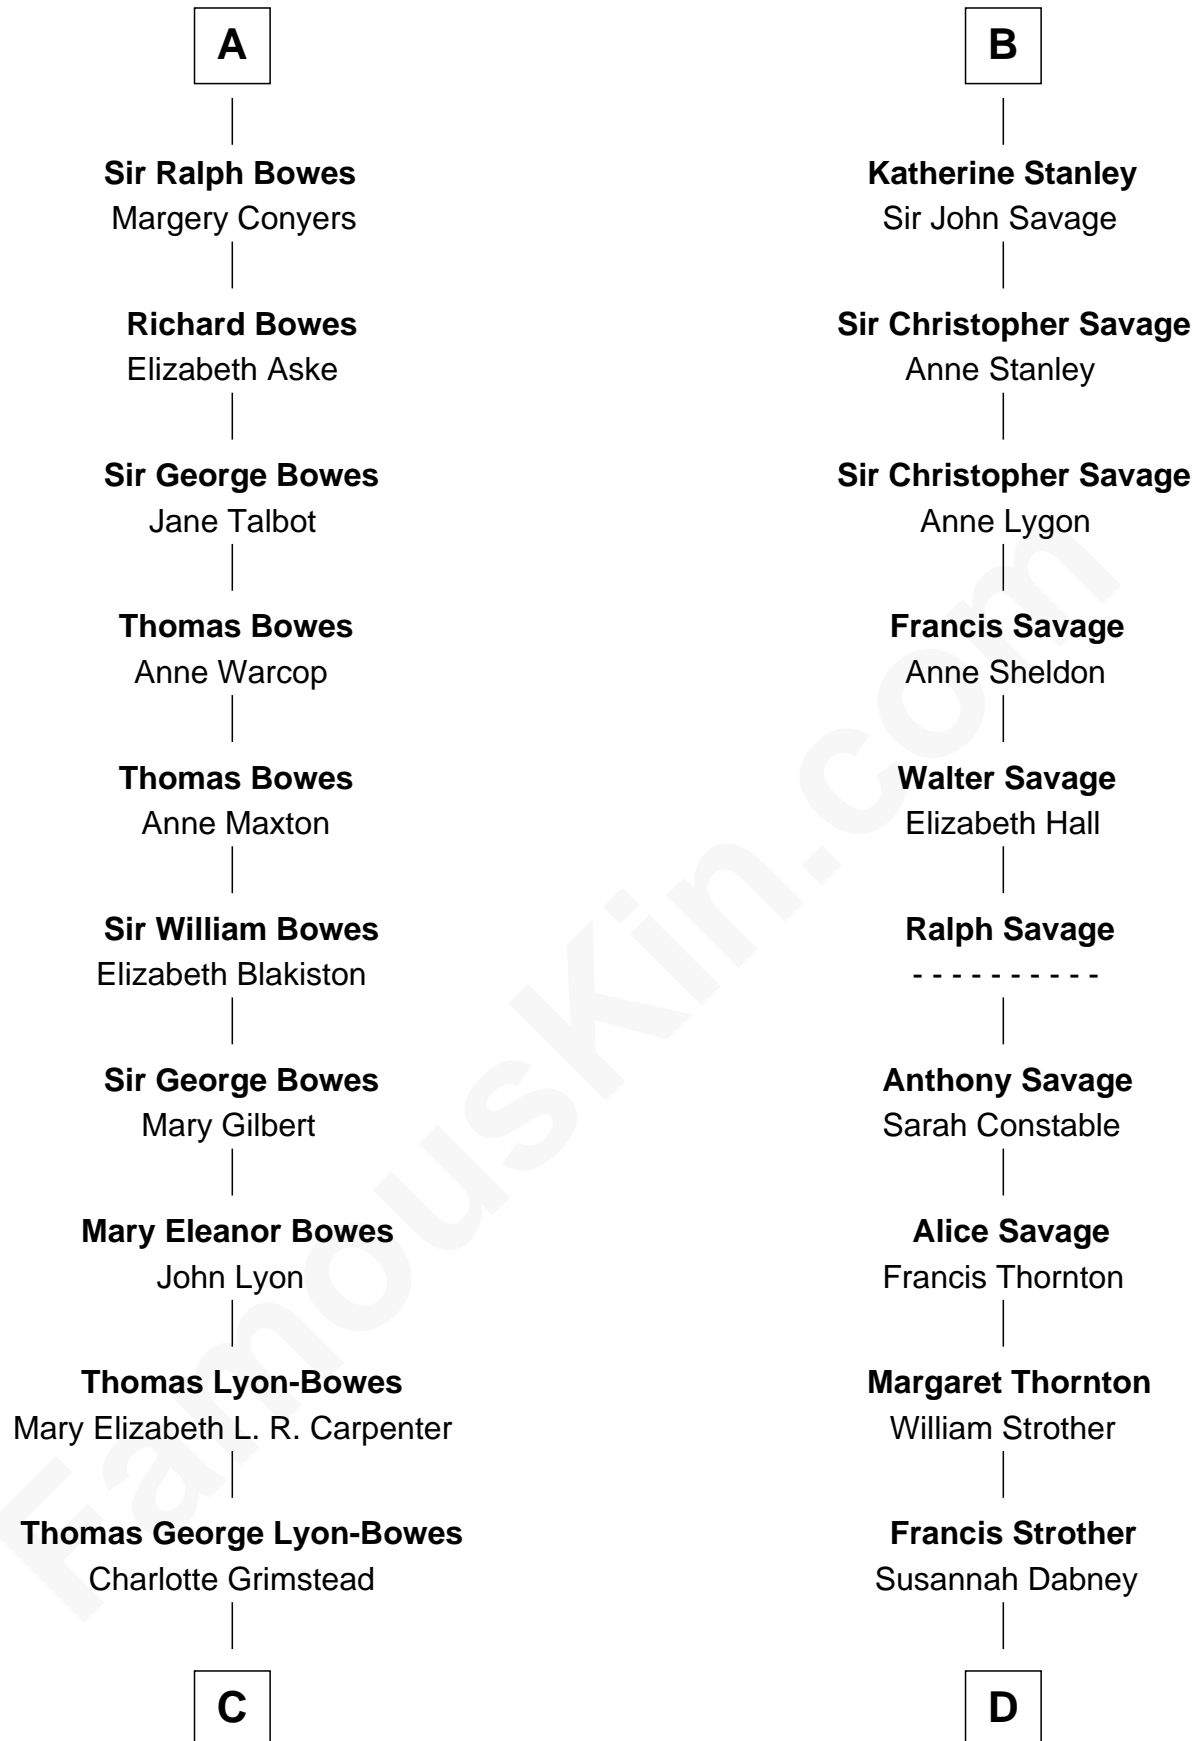 A
Sir Ralph Bowes
Margery Conyers
Richard Bowes
Elizabeth Aske
Sir George Bowes
Jane Talbot
Thomas Bowes
Anne Warcop
Thomas Bowes
Anne Maxton
Sir William Bowes
Elizabeth Blakiston
Sir George Bowes
Mary Gilbert
Mary Eleanor Bowes
John Lyon
Thomas Lyon-Bowes
Mary Elizabeth L. R. Carpenter
Thomas George Lyon-Bowes
Charlotte Grimstead
C
B
Katherine Stanley
Sir John Savage
Sir Christopher Savage
Anne Stanley
Sir Christopher Savage
Anne Lygon
Francis Savage
Anne Sheldon
Walter Savage
Elizabeth Hall
Ralph Savage
- - - - - - - - - -
Anthony Savage
Sarah Constable
Alice Savage
Francis Thornton
Margaret Thornton
William Strother
Francis Strother
Susannah Dabney
D
FamousKin.com